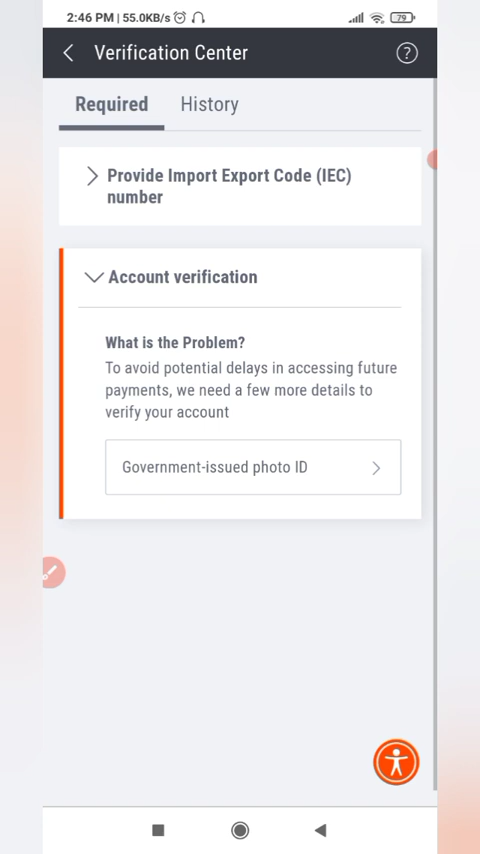 2:46 PM | 55.0KB/s
79
Verification Center
?
Required History
Provide Import Export Code (IEC)
number
Account verification
What is the Problem?
To avoid potential delays in accessing future
payments, we need a few more details to
verify your account
Government-issued photo ID